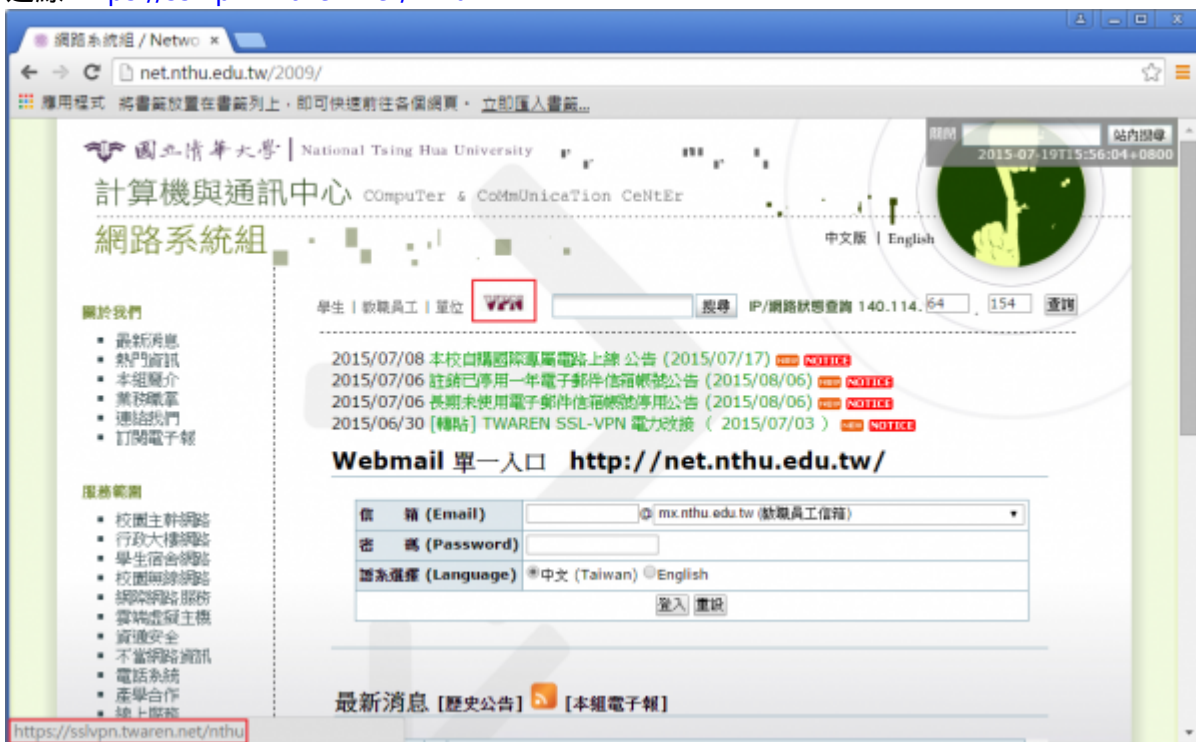 網路系統組 / Netwo
net.nthu.edu.tw/2009/
應用程式 將書籤放置在書籤列上，即可快速前往各個網頁。 立即匯入書籤...
國立清華大學 | National Tsing Hua University
關閉 站內搜尋
2015-07-19T15:56:04+0800
計算機與通訊中心 COmpuTer & CoMmUnicaTion CeNtEr
網路系統組
中文版 | English
學生 | 教職員工 | 單位 VPN 搜尋 IP/網路狀態查詢 140.114. 64 . 154 查詢
關於我們
最新消息
熱門資訊
本組簡介
業務職掌
連絡我們
訂閱電子報
2015/07/08 本校自購國際專屬電路上線 公告 (2015/07/17) NEW NOTICE
2015/07/06 註銷已停用一年電子郵件信箱帳號公告 (2015/08/06) NEW NOTICE
2015/07/06 長期未使用電子郵件信箱帳號停用公告 (2015/08/06) NEW NOTICE
2015/06/30 [轉貼] TWAREN SSL-VPN 電力改接 ( 2015/07/03 ) NEW NOTICE
Webmail 單一入口 http://net.nthu.edu.tw/
信 箱 (Email) @ mx.nthu.edu.tw (教職員工信箱)
密 碼 (Password)
語系選擇 (Language) 中文 (Taiwan) English
登入 重設
服務範圍
校園主幹網路
行政大樓網路
學生宿舍網路
校園無線網路
網際網路服務
雲端虛擬主機
資通安全
不當網路資訊
電話系統
產學合作
線上服務
最新消息 [歷史公告] [本組電子報]
https://sslvpn.twaren.net/nthu